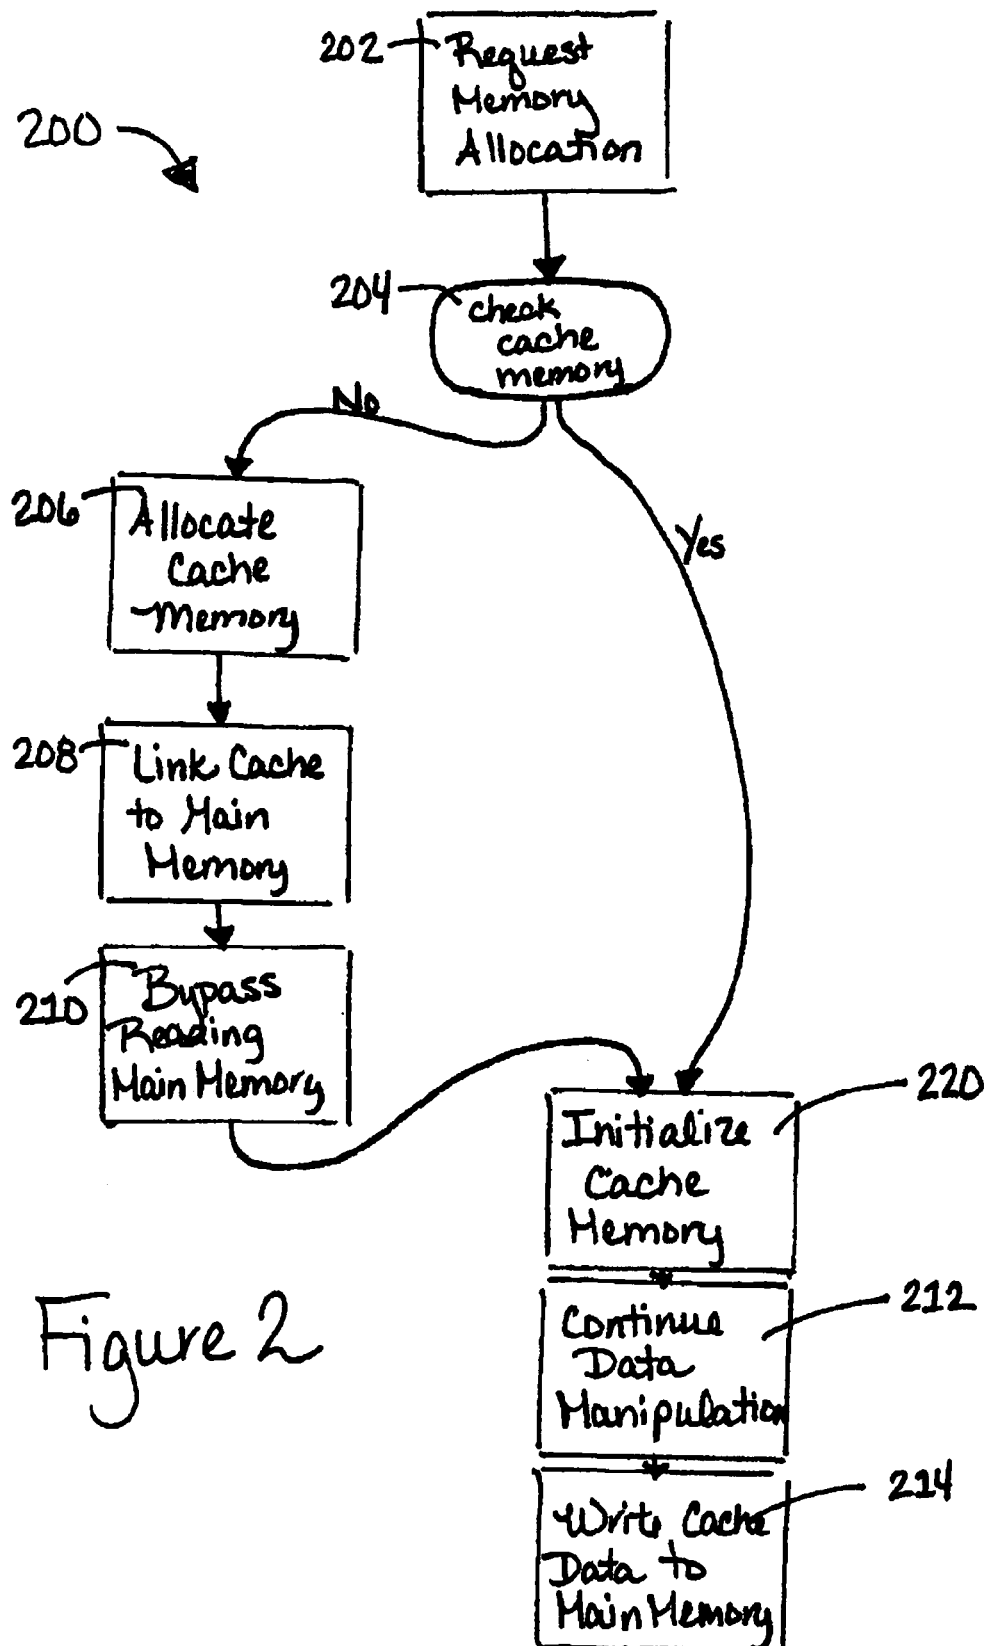 202
Request
Memory
Allocation
200
204
check
cache
memory
No
Yes
206
Allocate
Cache
Memory
208
Link Cache
to Main
Memory
210
Bypass
Reading
Main Memory
220
Initialize
Cache
Memory
212
Continue
Data
Manipulation
214
Write Cache
Data to
Main Memory
Figure 2